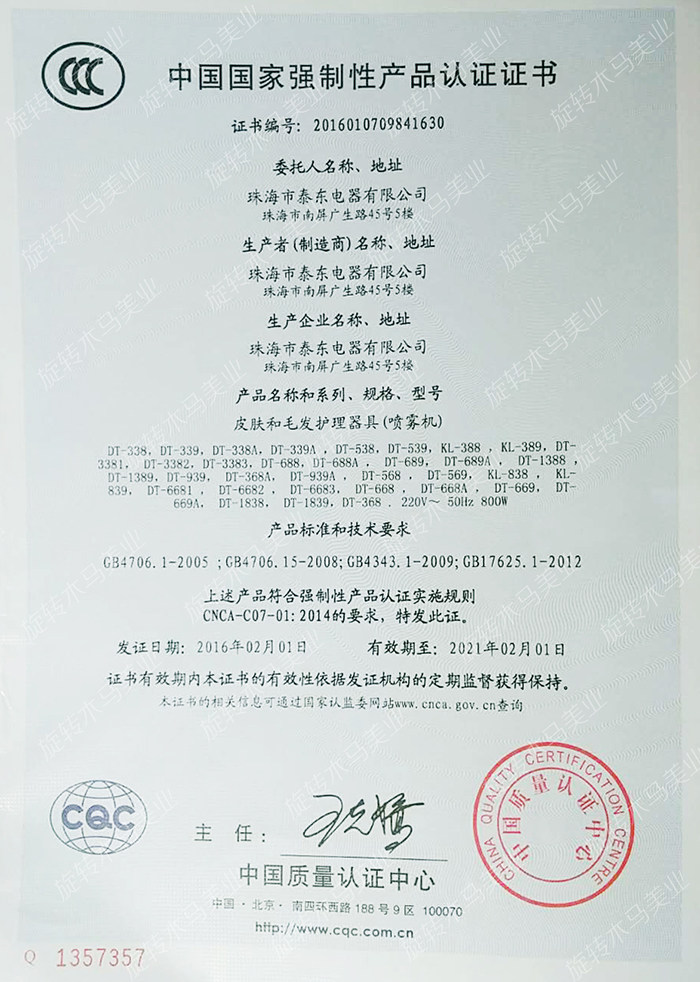 CCC
中国国家强制性产品认证证书
证书编号：2016010709841630
委托人名称、地址
珠海市泰东电器有限公司
珠海市南屏广生路45号5楼
生产者(制造商)名称、地址
珠海市泰东电器有限公司
珠海市南屏广生路45号5楼
生产企业名称、地址
珠海市泰东电器有限公司
珠海市南屏广生路45号5楼
产品名称和系列、规格、型号
皮肤和毛发护理器具(喷雾机)
DT-338, DT-339, DT-338A, DT-339A , DT-538, DT-539, KL-388 , KL-389, DT-
3381, DT-3382, DT-3383, DT-688, DT-688A , DT-689, DT-689A , DT-1388 ,
DT-1389, DT-939, DT-368A, DT-939A , DT-568 , DT-569, KL-838 , KL-
839, DT-6681 , DT-6682 , DT-6683, DT-668 , DT-668A , DT-669, DT-
669A, DT-1838, DT-1839, DT-368 . 220V～ 50Hz 800W
产品标准和技术要求
GB4706.1-2005 ;GB4706.15-2008;GB4343.1-2009;GB17625.1-2012
上述产品符合强制性产品认证实施规则
CNCA-C07-01:2014的要求，特发此证。
发证日期：2016年02月01日 有效期至：2021年02月01日
证书有效期内本证书的有效性依据发证机构的定期监督获得保持。
本证书的相关信息可通过国家认监委网站www.cnca.gov.cn查询
CHINA QUALITY CERTIFICATION CENTRE
中国质量认证中心
CQC
主 任：
中国质量认证中心
中国·北京·南四环西路 188 号 9 区 100070
http://www.cqc.com.cn
Q 1357357
旋转木马美业